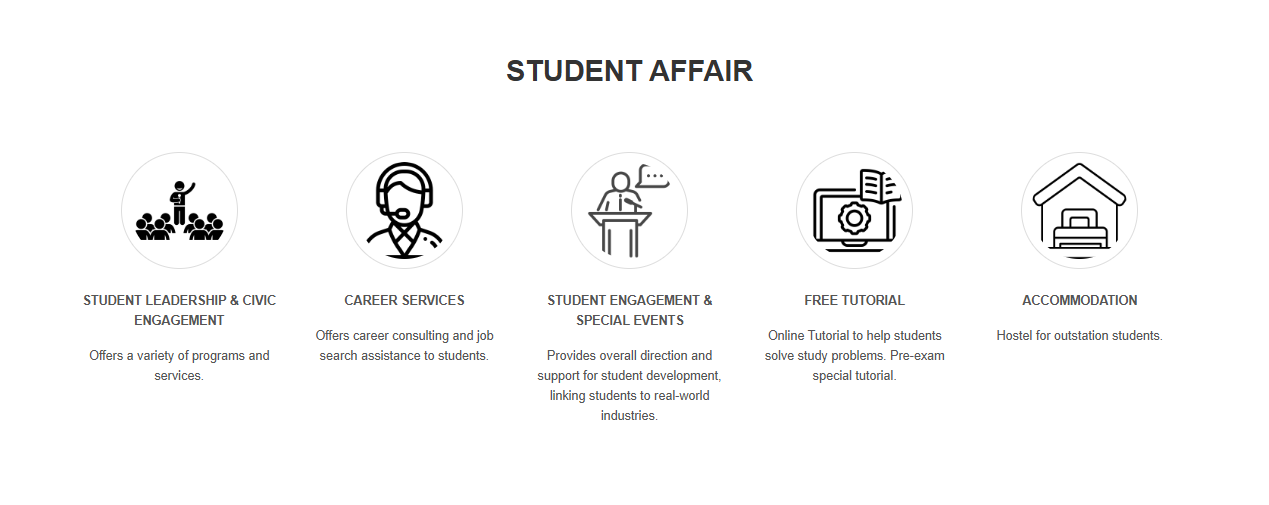 STUDENT AFFAIR
STUDENT LEADERSHIP & CIVIC
ENGAGEMENT
Offers a variety of programs and
services.
CAREER SERVICES
Offers career consulting and job
search assistance to students.
STUDENT ENGAGEMENT &
SPECIAL EVENTS
Provides overall direction and
support for student development,
linking students to real-world
industries.
FREE TUTORIAL
Online Tutorial to help students
solve study problems. Pre-exam
special tutorial.
ACCOMMODATION
Hostel for outstation students.